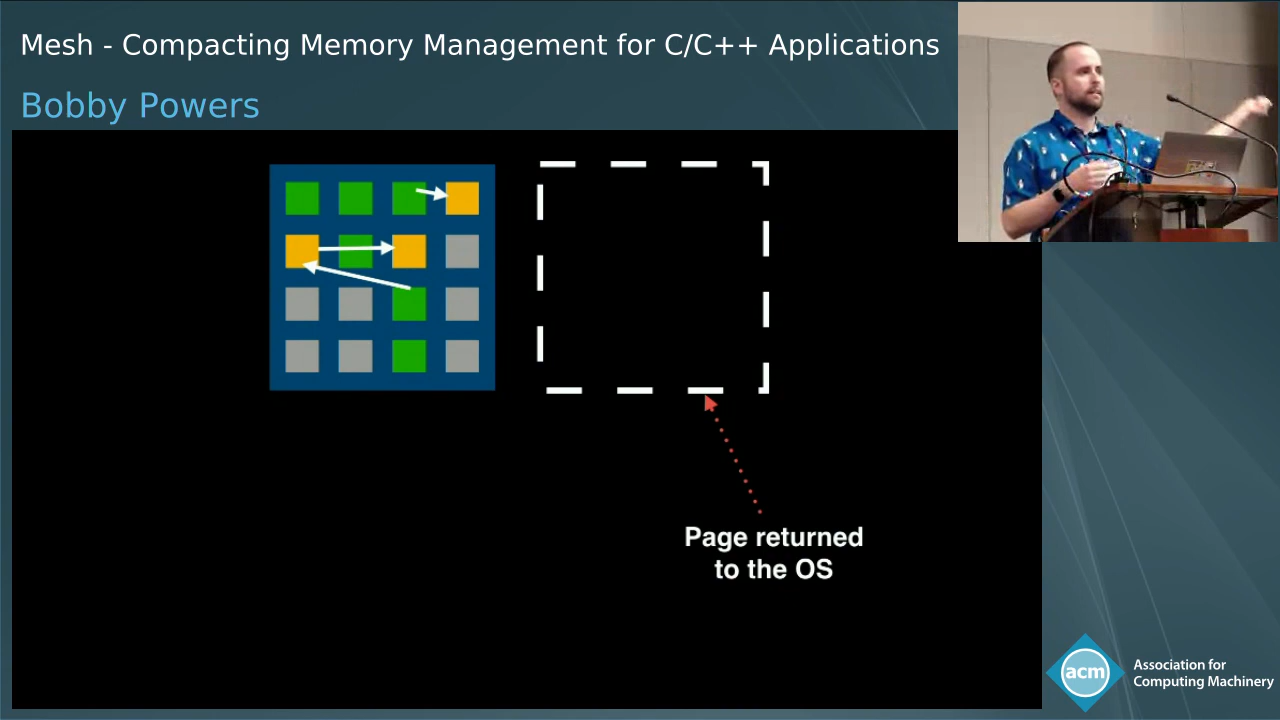 Mesh - Compacting Memory Management for C/C++ Applications
Bobby Powers
Page returned
to the OS
acm
Association for
Computing Machinery